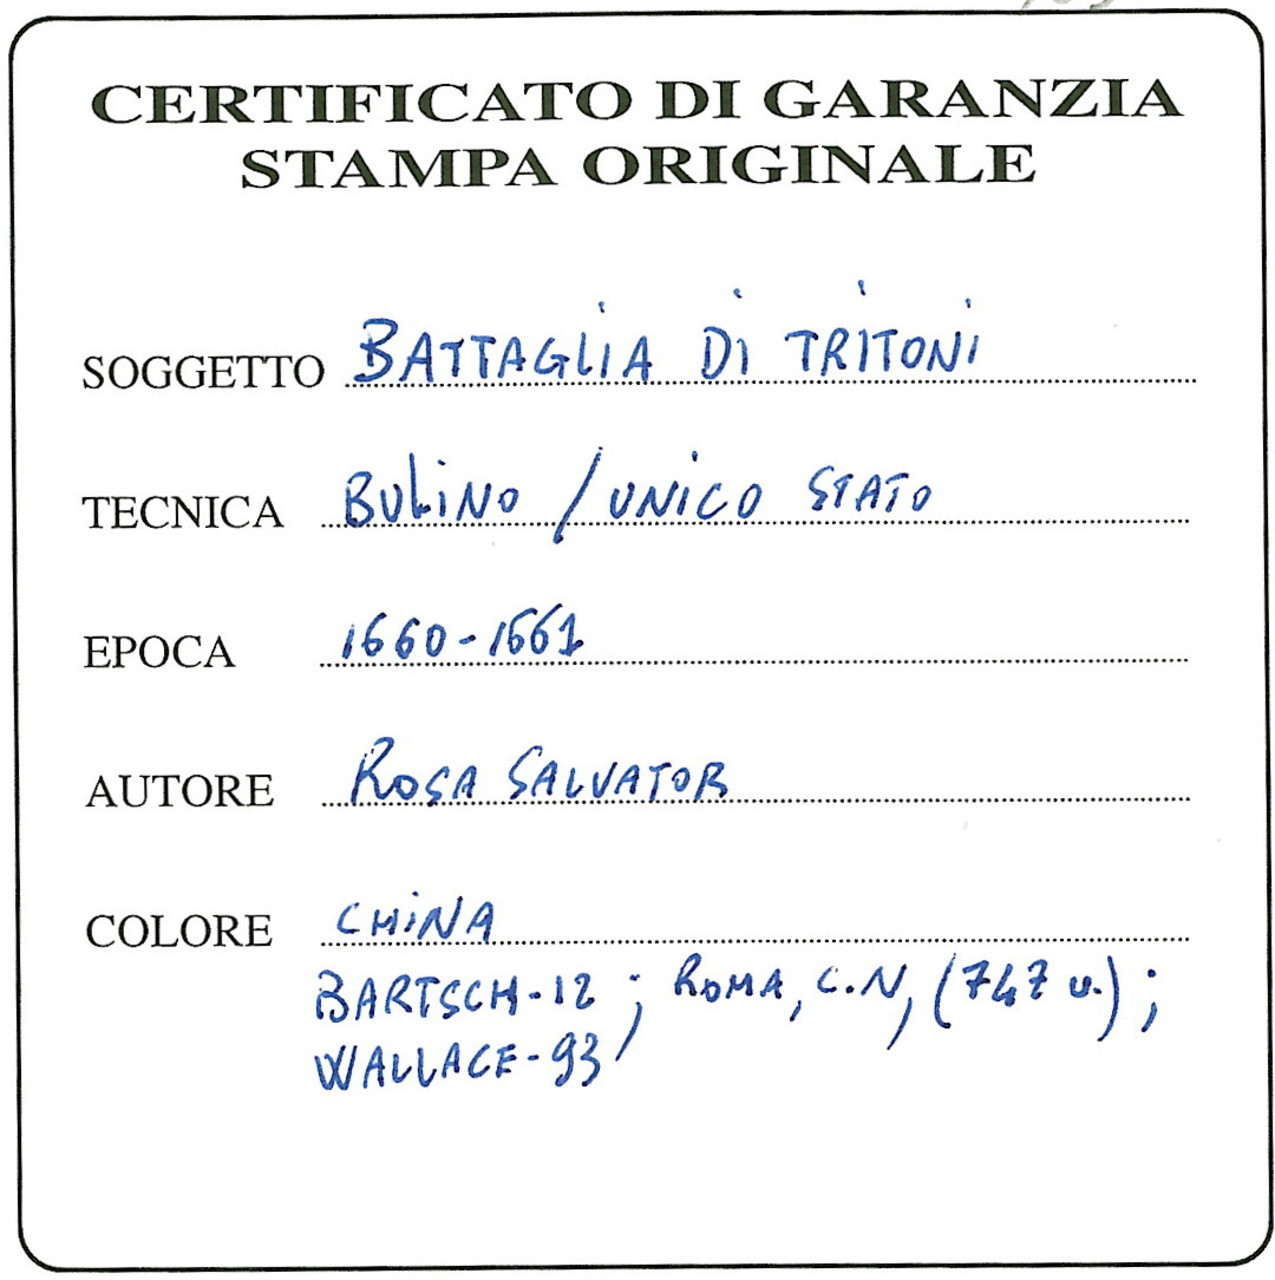 CERTIFICATO DI GARANZIA
STAMPA ORIGINALE
SOGGETTO BATTAGLIA DI TRITONI
TECNICA BULINO / UNICO STATO
EPOCA 1660-1661
AUTORE ROSA SALVATOR
COLORE CHINA
BARTSCH-12 ; ROMA, C.N, (747 u.) ;
WALLACE-93